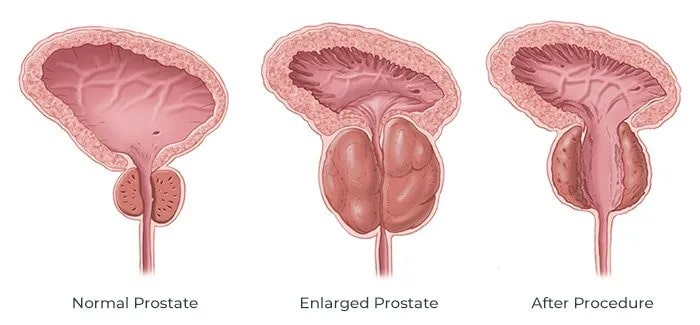 Normal Prostate
Enlarged Prostate
After Procedure